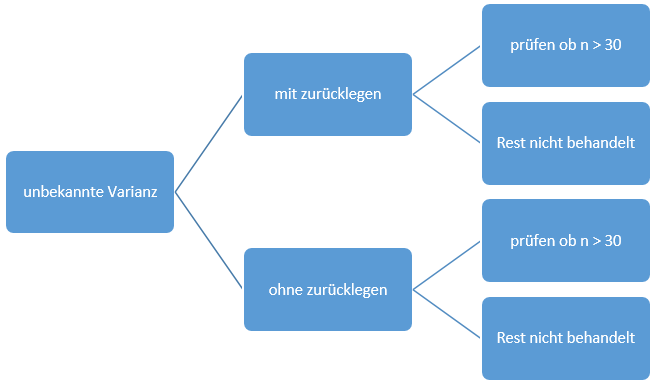 unbekannte Varianz
mit zurücklegen
prüfen ob n > 30
Rest nicht behandelt
ohne zurücklegen
prüfen ob n > 30
Rest nicht behandelt